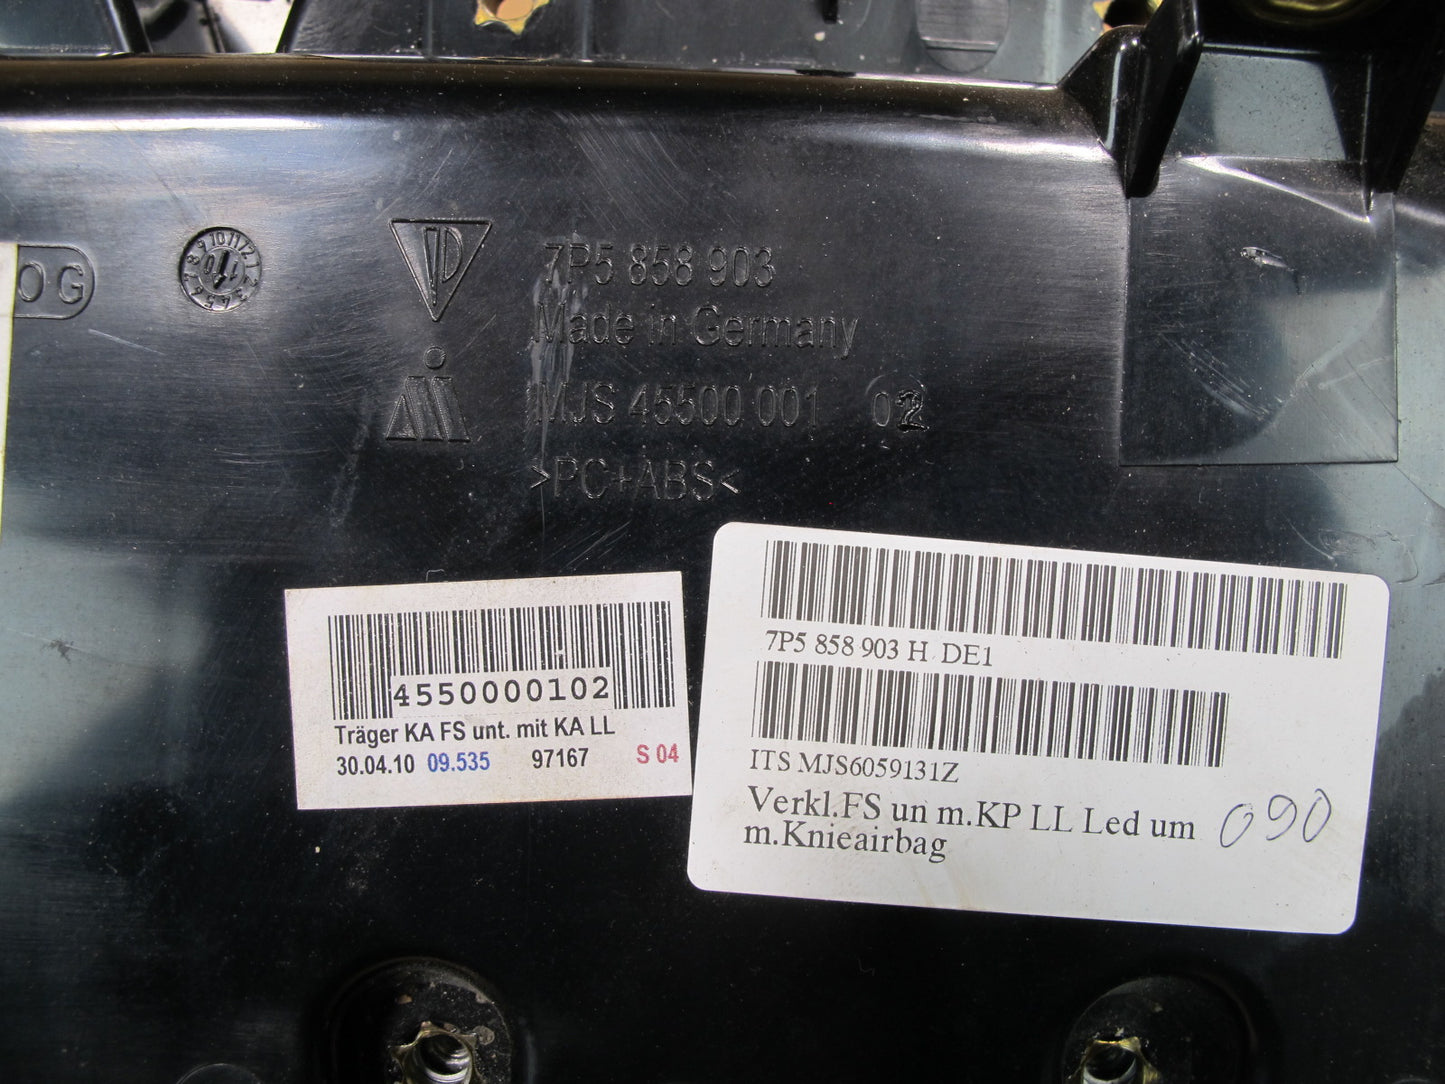 OG
7P5 858 903
Made in Germany
MJS 45500 001 02
>PC+ABS<
4550000102
Träger KA FS unt. mit KA LL
30.04.10 09.535 97167 S 04
7P5 858 903 H DE1
ITS MJS6059131Z
Verkl.FS un m.KP LL Led um
m.Knieairbag
090